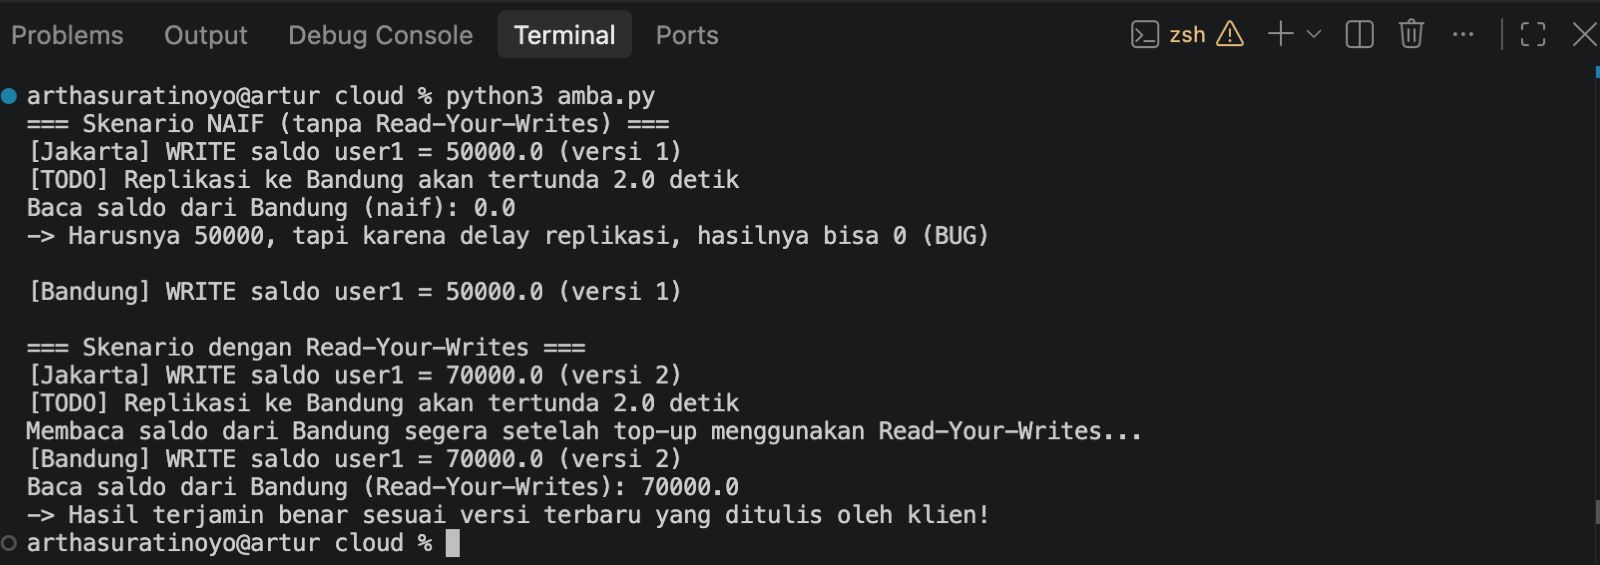 Problems Output Debug Console Terminal Ports zsh
arthasuratinoyo@artur cloud % python3 amba.py
=== Skenario NAIF (tanpa Read-Your-Writes) ===
[Jakarta] WRITE saldo user1 = 50000.0 (versi 1)
[TODO] Replikasi ke Bandung akan tertunda 2.0 detik
Baca saldo dari Bandung (naif): 0.0
-> Harusnya 50000, tapi karena delay replikasi, hasilnya bisa 0 (BUG)
[Bandung] WRITE saldo user1 = 50000.0 (versi 1)
=== Skenario dengan Read-Your-Writes ===
[Jakarta] WRITE saldo user1 = 70000.0 (versi 2)
[TODO] Replikasi ke Bandung akan tertunda 2.0 detik
Membaca saldo dari Bandung segera setelah top-up menggunakan Read-Your-Writes...
[Bandung] WRITE saldo user1 = 70000.0 (versi 2)
Baca saldo dari Bandung (Read-Your-Writes): 70000.0
-> Hasil terjamin benar sesuai versi terbaru yang ditulis oleh klien!
arthasuratinoyo@artur cloud %